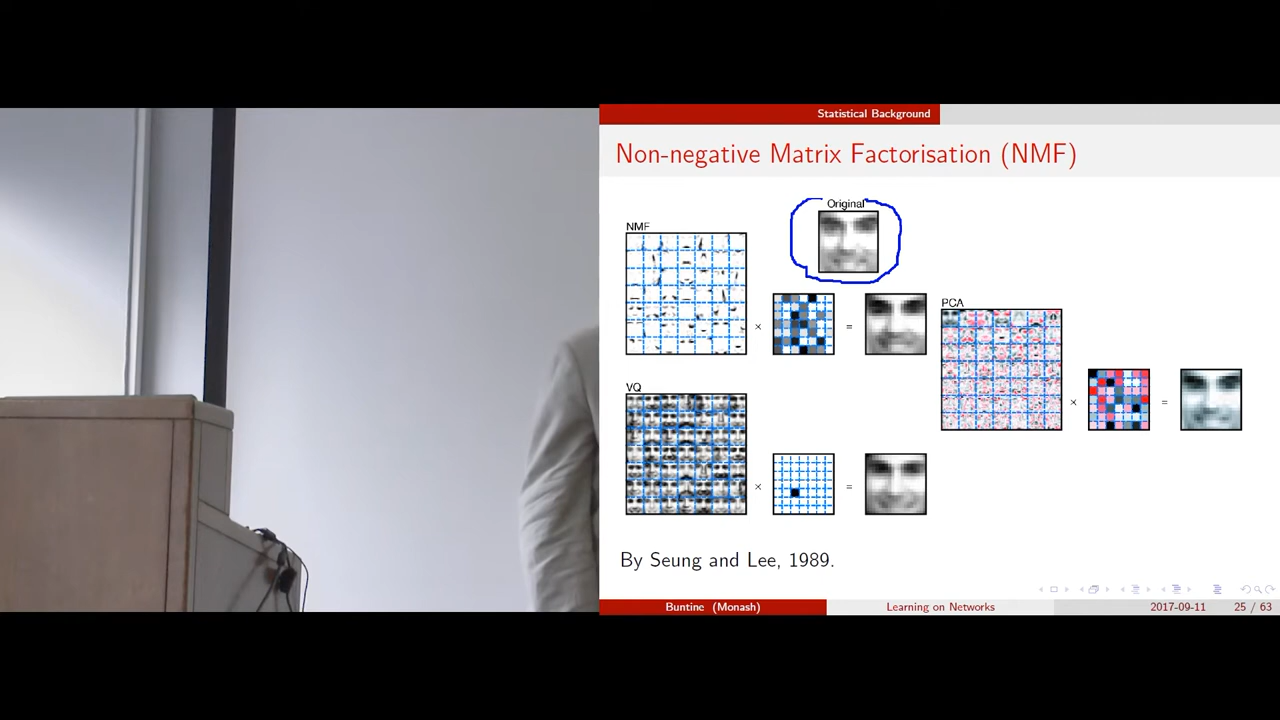 Statistical Background
Non-negative Matrix Factorisation (NMF)
Original
NMF
×
=
PCA
×
=
VQ
×
=
By Seung and Lee, 1989.
Buntine (Monash)
Learning on Networks
2017-09-11
25 / 63